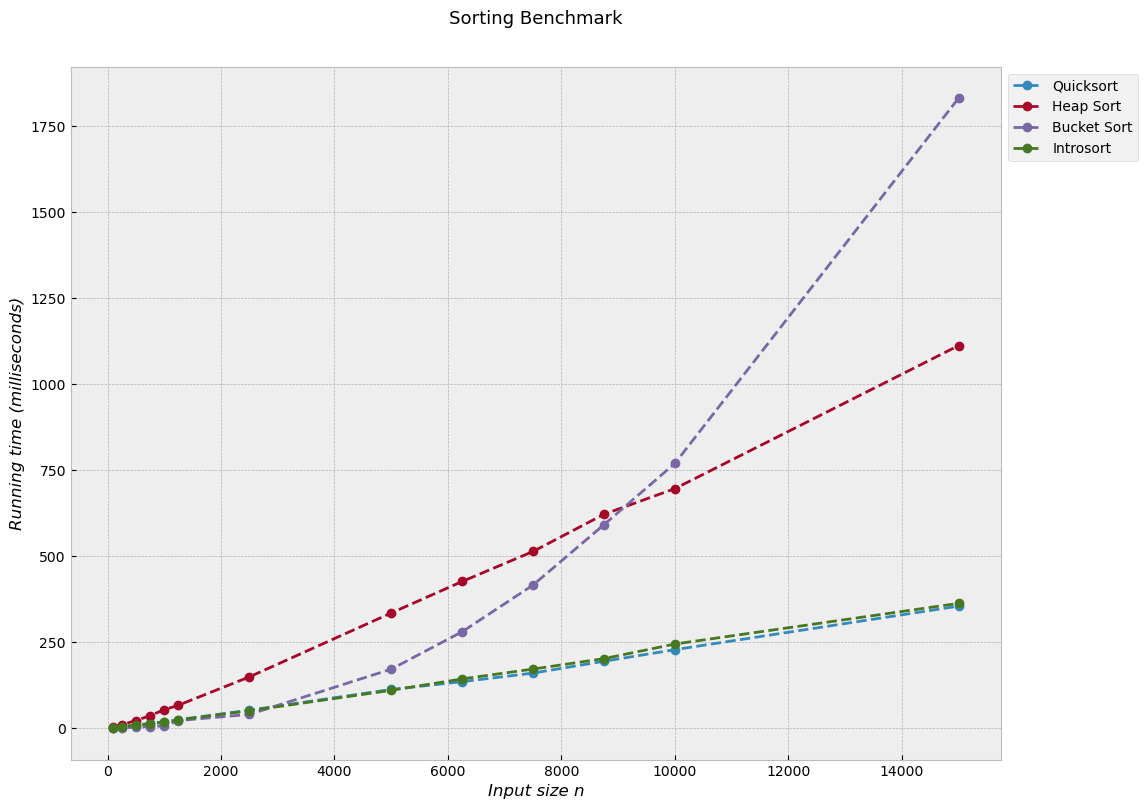 Sorting Benchmark
Quicksort
Heap Sort
Bucket Sort
Introsort
Running time (milliseconds)
1750
1500
1250
1000
750
500
250
0
0 2000 4000 6000 8000 10000 12000 14000
Input size n